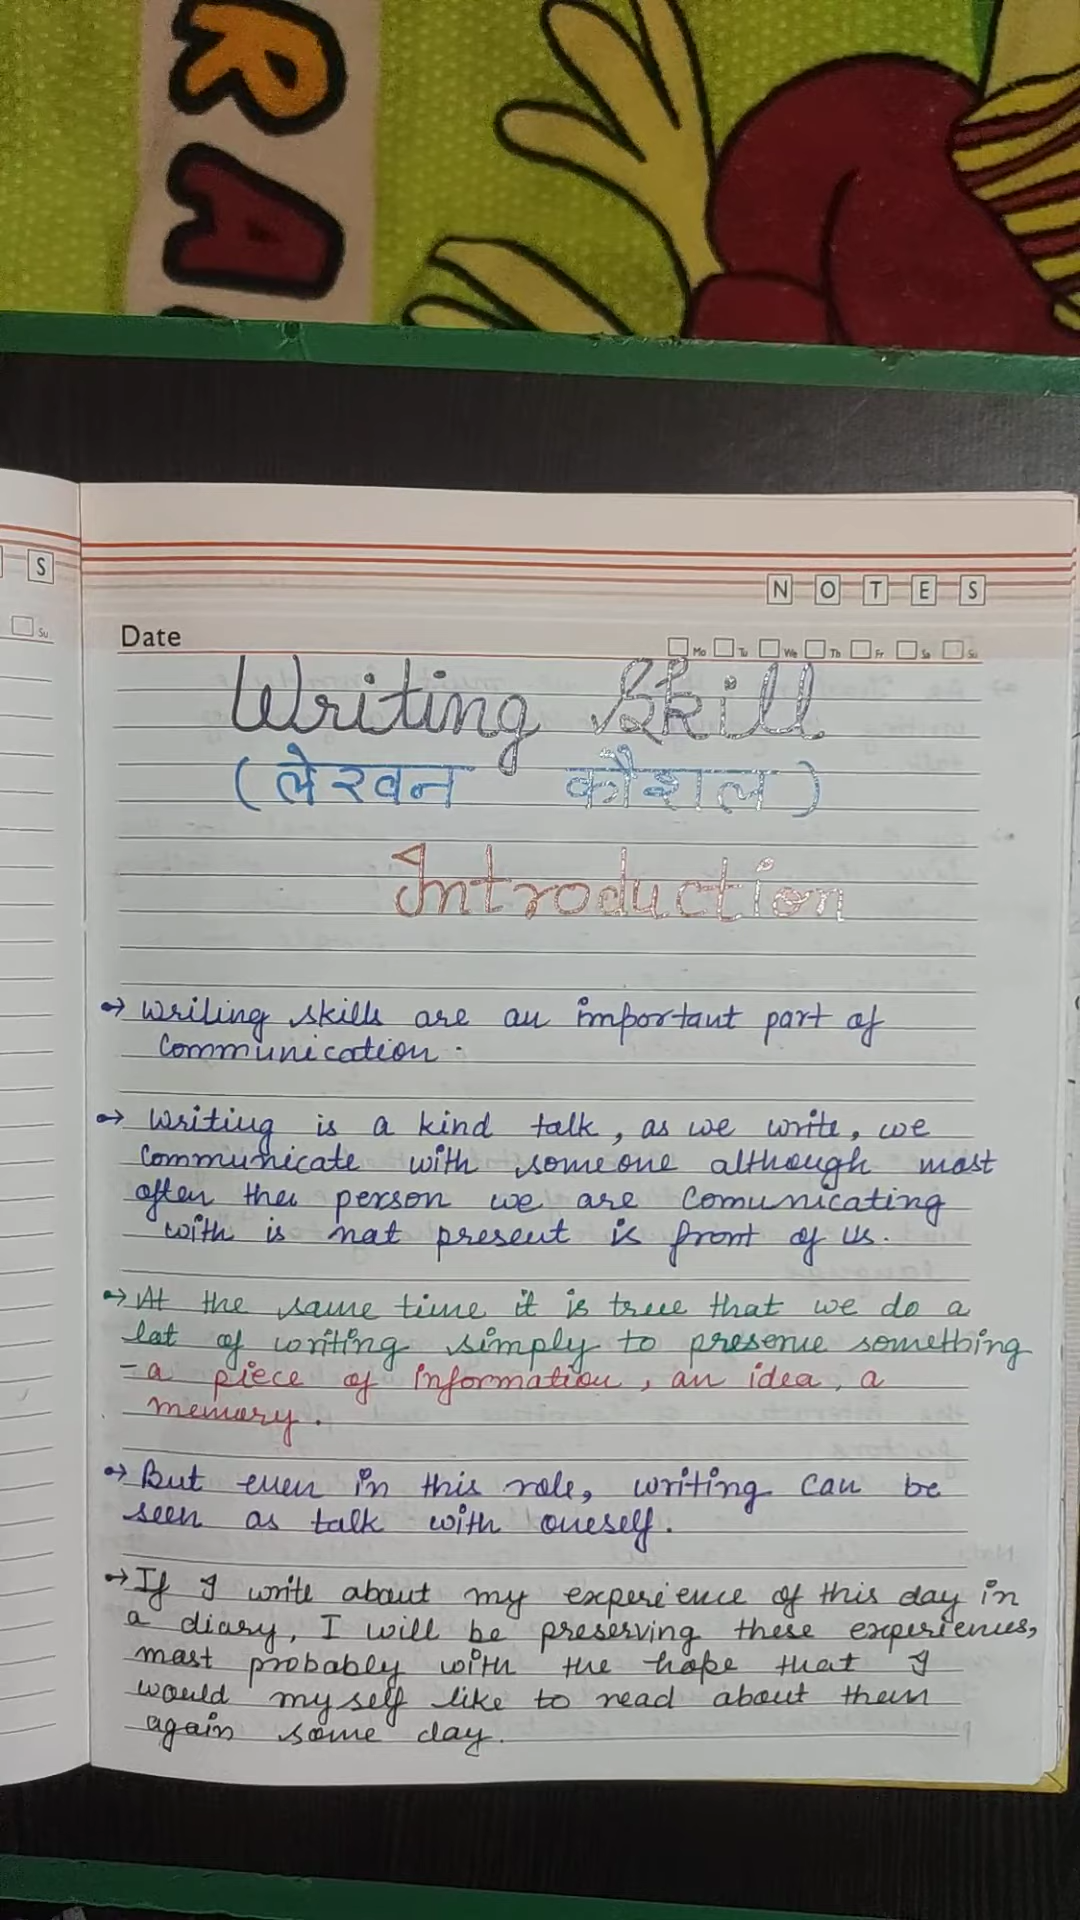 RA
S
Su
NOTES
Date
Mo Tu We Th Fr Sa Su
Writing Skill
(लेखन कौशल)
Introduction
→ Writing skills are an important part of
communication.
→ Writing is a kind talk, as we write, we
communicate with someone although most
often the person we are comunicating
with is not present is front of us.
→ At the same time it is true that we do a
lot of writing simply to preserve something
- a piece of information, an idea, a
memory.
→ But even in this role, writing can be
seen as talk with oneself.
→ If I write about my experience of this day in
a diary, I will be preserving these experiences,
most probably with the hope that I
would myself like to read about them
again some day.